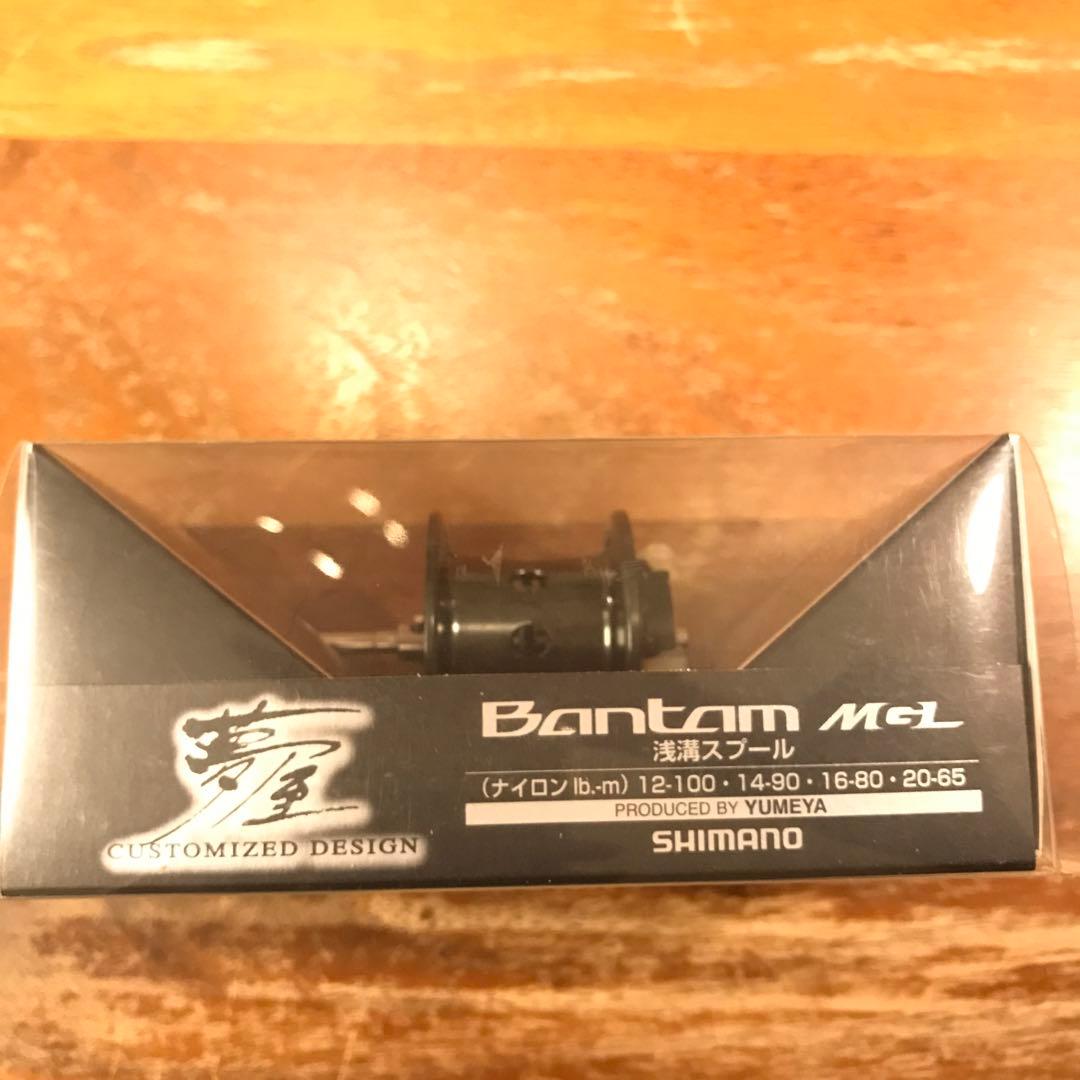 夢屋
CUSTOMIZED DESIGN
Bantam MGL
浅溝スプール
(ナイロン lb.-m) 12-100・14-90・16-80・20-65
PRODUCED BY YUMEYA
SHIMANO